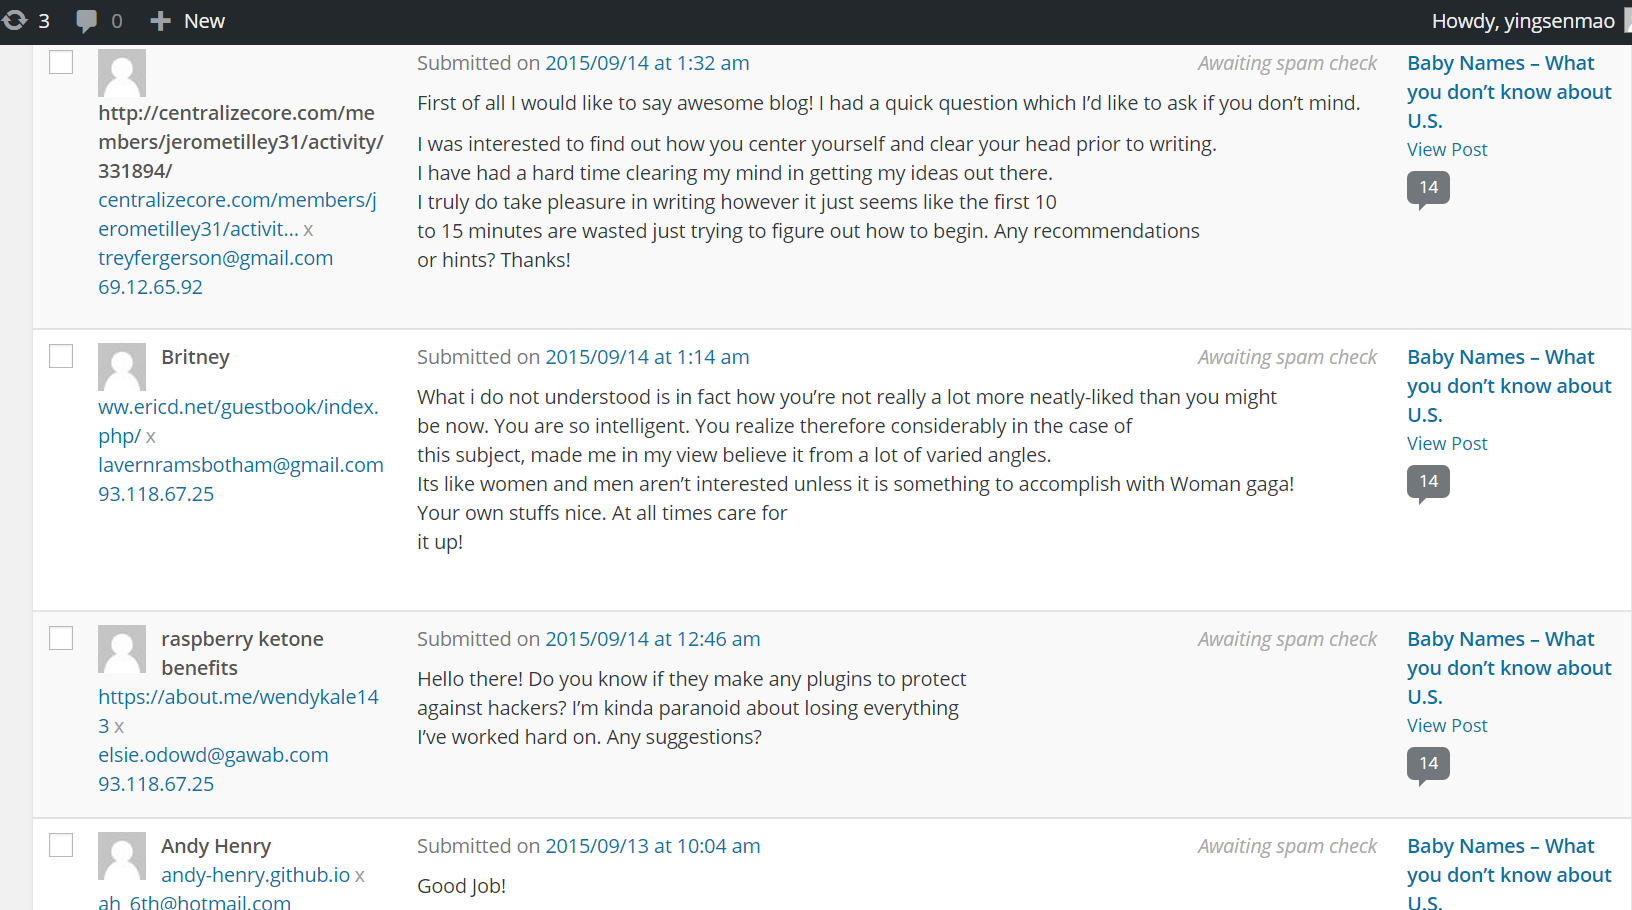 3 0 New Howdy, yingsenmao
Submitted on 2015/09/14 at 1:32 am Awaiting spam check
http://centralizecore.com/me
mbers/jerometilley31/activity/
331894/
centralizecore.com/members/j
erometilley31/activit... x
treyfergerson@gmail.com
69.12.65.92
First of all I would like to say awesome blog! I had a quick question which I’d like to ask if you don’t mind.
I was interested to find out how you center yourself and clear your head prior to writing.
I have had a hard time clearing my mind in getting my ideas out there.
I truly do take pleasure in writing however it just seems like the first 10
to 15 minutes are wasted just trying to figure out how to begin. Any recommendations
or hints? Thanks!
Baby Names – What
you don’t know about
U.S.
View Post
14
Britney
ww.ericd.net/guestbook/index.
php/ x
lavernramsbotham@gmail.com
93.118.67.25
Submitted on 2015/09/14 at 1:14 am Awaiting spam check
What i do not understood is in fact how you’re not really a lot more neatly-liked than you might
be now. You are so intelligent. You realize therefore considerably in the case of
this subject, made me in my view believe it from a lot of varied angles.
Its like women and men aren’t interested unless it is something to accomplish with Woman gaga!
Your own stuffs nice. At all times care for
it up!
Baby Names – What
you don’t know about
U.S.
View Post
14
raspberry ketone
benefits
https://about.me/wendykale14
3 x
elsie.odowd@gawab.com
93.118.67.25
Submitted on 2015/09/14 at 12:46 am Awaiting spam check
Hello there! Do you know if they make any plugins to protect
against hackers? I’m kinda paranoid about losing everything
I’ve worked hard on. Any suggestions?
Baby Names – What
you don’t know about
U.S.
View Post
14
Andy Henry
andy-henry.github.io x
ah_6th@hotmail.com
Submitted on 2015/09/13 at 10:04 am Awaiting spam check
Good Job!
Baby Names – What
you don’t know about
U.S.